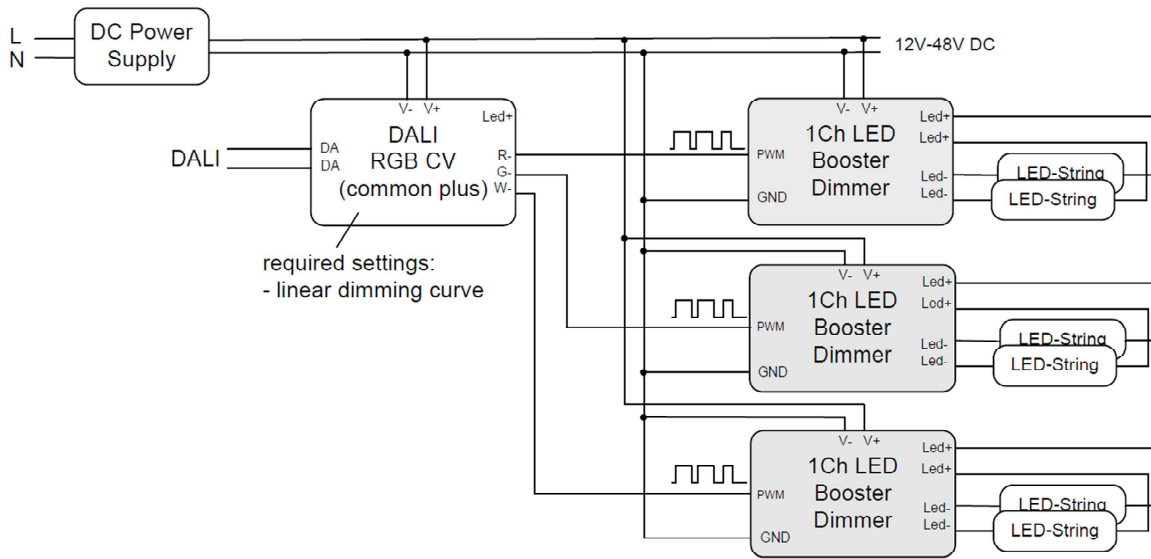 L
N
DC Power
Supply
12V-48V DC
V- V+
Led+
DALI
RGB CV
(common plus)
DA
DA
R-
G-
W-
DALI
required settings:
- linear dimming curve
V- V+
1Ch LED
Booster
Dimmer
PWM
GND
Led+
Led+
Led-
Led-
LED-String
LED-String
V- V+
1Ch LED
Booster
Dimmer
PWM
GND
Led+
Lod+
Led-
Led-
LED-String
LED-String
V- V+
1Ch LED
Booster
Dimmer
PWM
GND
Led+
Led+
Led-
Led-
LED-String
LED-String